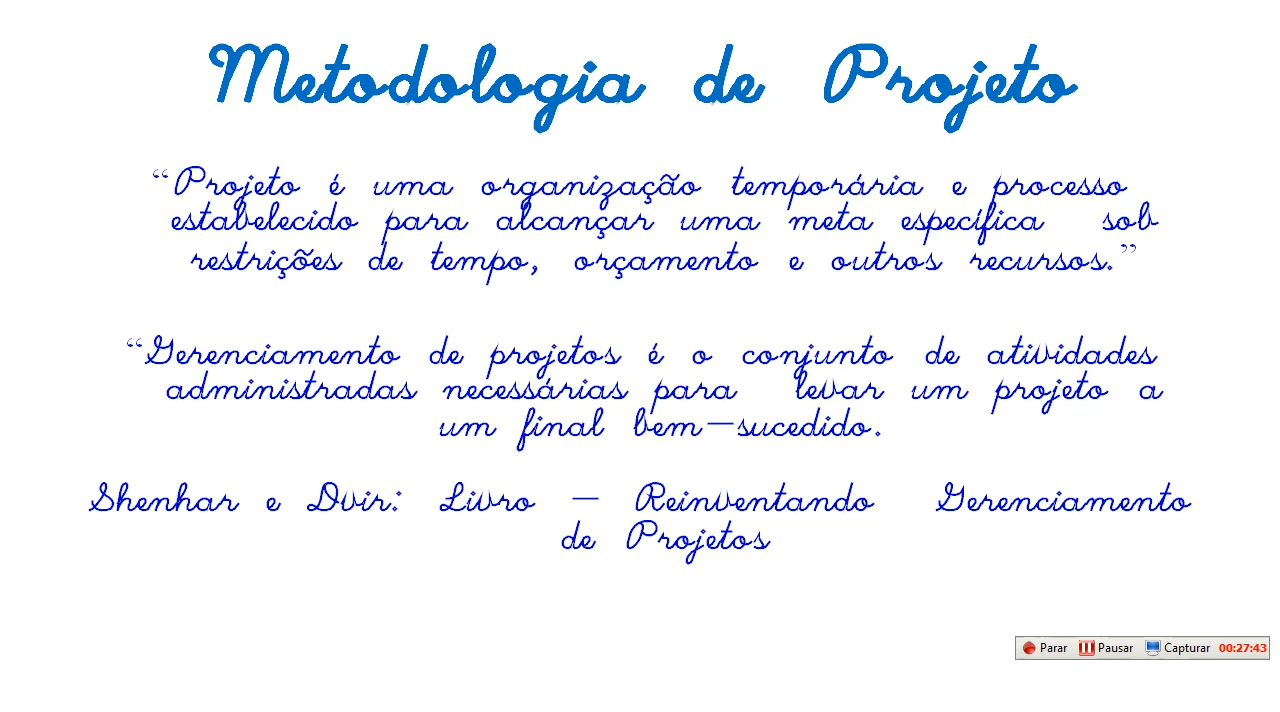 Metodologia de Projeto
“Projeto é uma organização temporária e processo
estabelecido para alcançar uma meta específica sob
restrições de tempo, orçamento e outros recursos.”
“Gerenciamento de projetos é o conjunto de atividades
administradas necessárias para levar um projeto a
um final bem-sucedido.
Shenhar e Dvir: Livro - Reinventando Gerenciamento
de Projetos
Parar Pausar Capturar 00:27:43